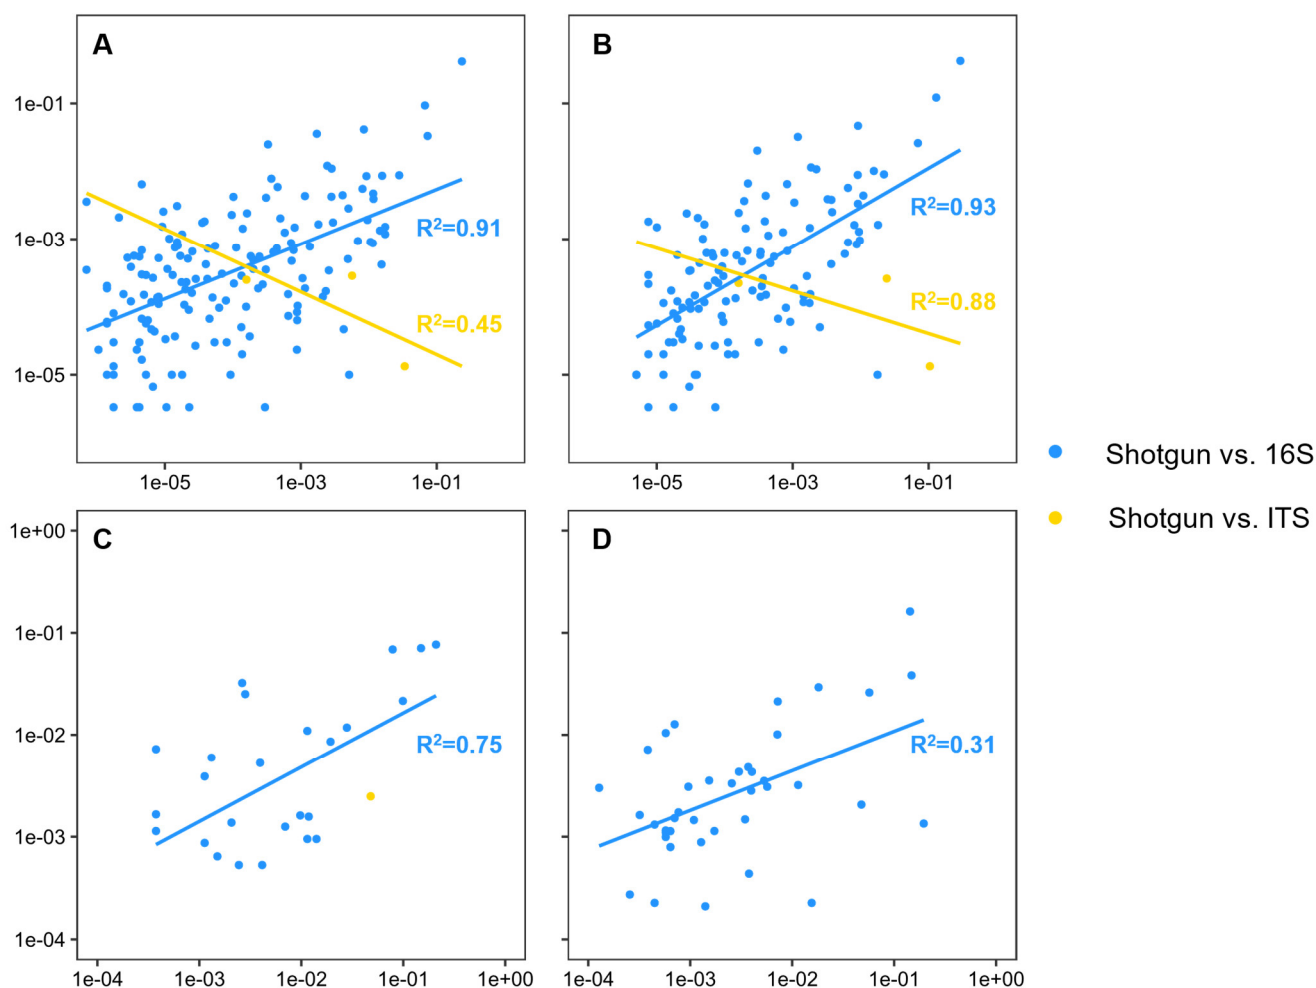 A
B
1e-01
1e-03
1e-05
R²=0.91
R²=0.45
R²=0.93
R²=0.88
1e-05 1e-03 1e-01
1e-05 1e-03 1e-01
Shotgun vs. 16S
Shotgun vs. ITS
C
D
1e+00
1e-01
1e-02
1e-03
1e-04
R²=0.75
R²=0.31
1e-04 1e-03 1e-02 1e-01 1e+00
1e-04 1e-03 1e-02 1e-01 1e+00